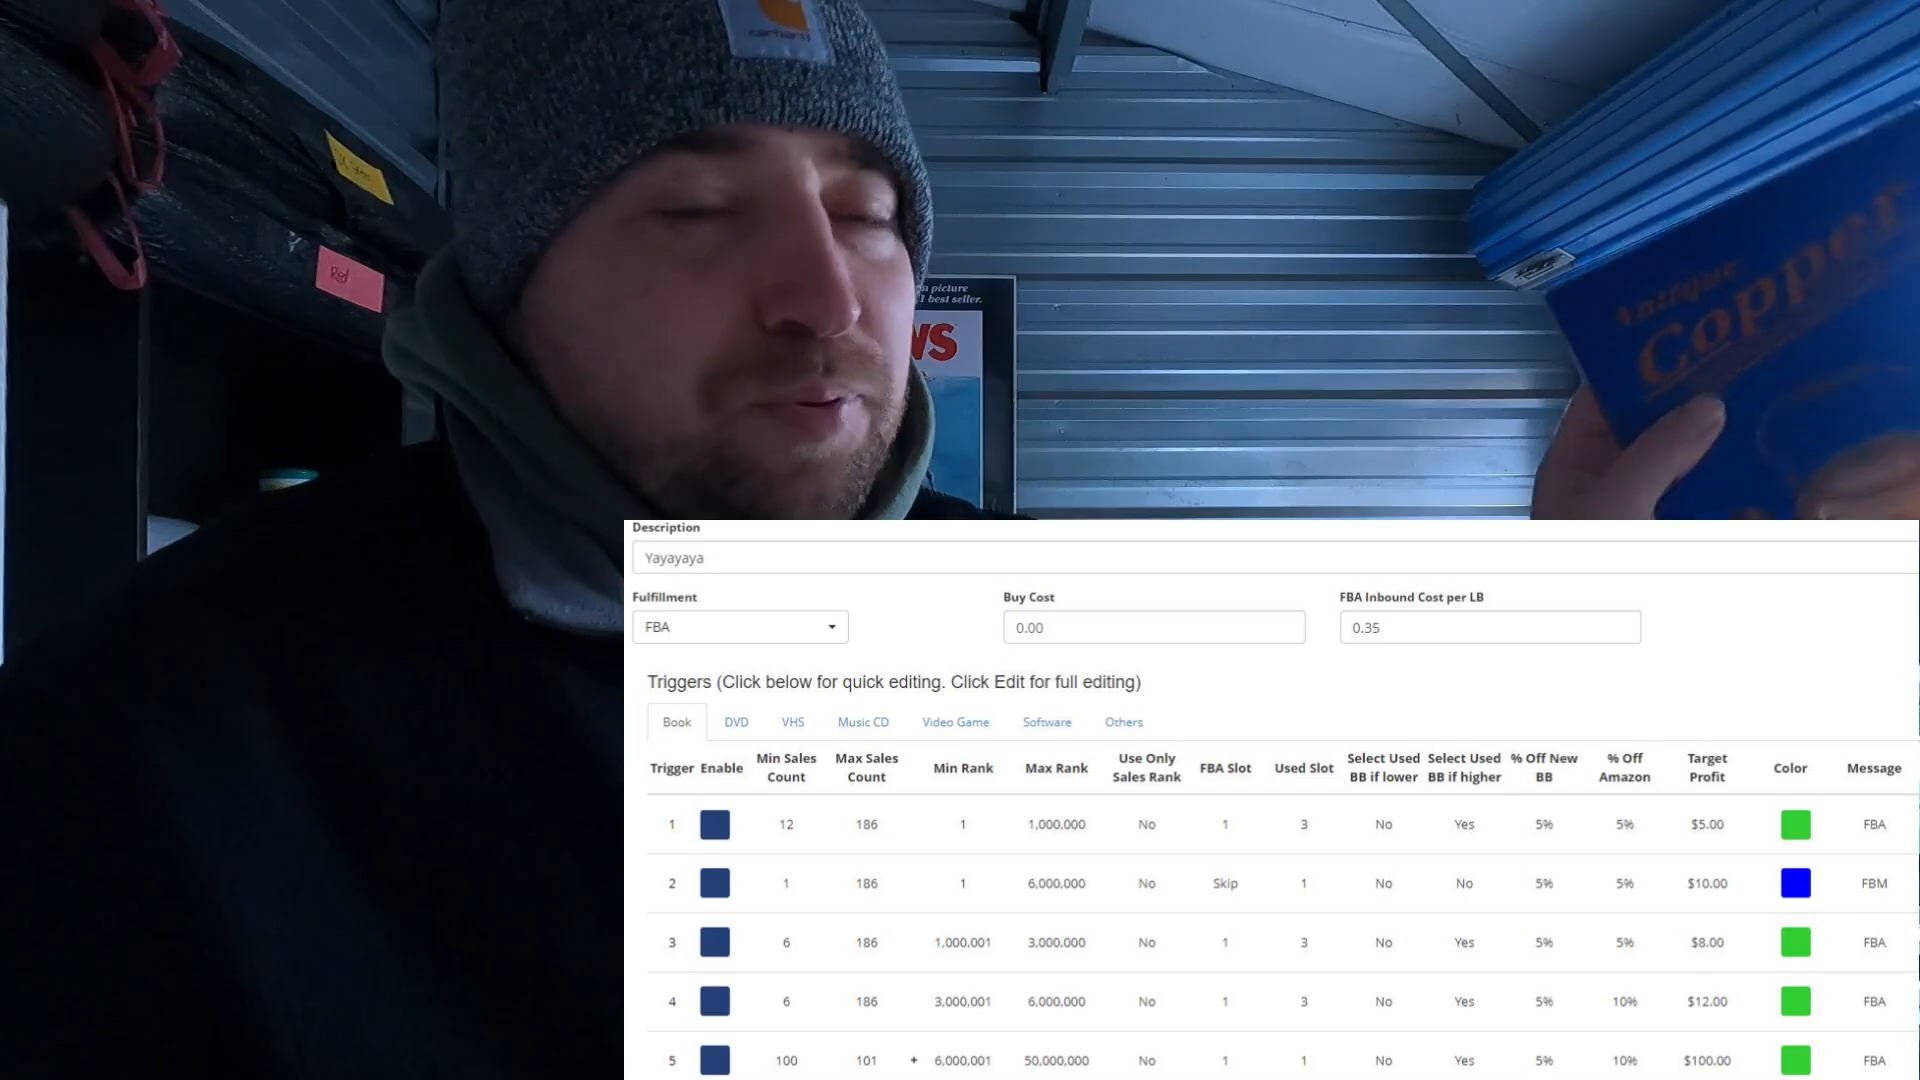 carhartt
Red
n picture
1 best seller.
WS
Antique
Copper
Description
Yayayaya
Fulfillment
Buy Cost
FBA Inbound Cost per LB
FBA
0.00
0.35
Triggers (Click below for quick editing. Click Edit for full editing)
Book DVD VHS Music CD Video Game Software Others
Trigger Enable Min Sales Count Max Sales Count Min Rank Max Rank Use Only Sales Rank FBA Slot Used Slot Select Used BB if lower Select Used BB if higher % Off New BB % Off Amazon Target Profit Color Message
1 12 186 1 1,000,000 No 1 3 No Yes 5% 5% $5.00 FBA
2 1 186 1 6,000,000 No Skip 1 No No 5% 5% $10.00 FBM
3 6 186 1,000,001 3,000,000 No 1 3 No Yes 5% 5% $8.00 FBA
4 6 186 3,000,001 6,000,000 No 1 3 No Yes 5% 10% $12.00 FBA
5 100 101 + 6,000,001 50,000,000 No 1 1 No Yes 5% 10% $100.00 FBA